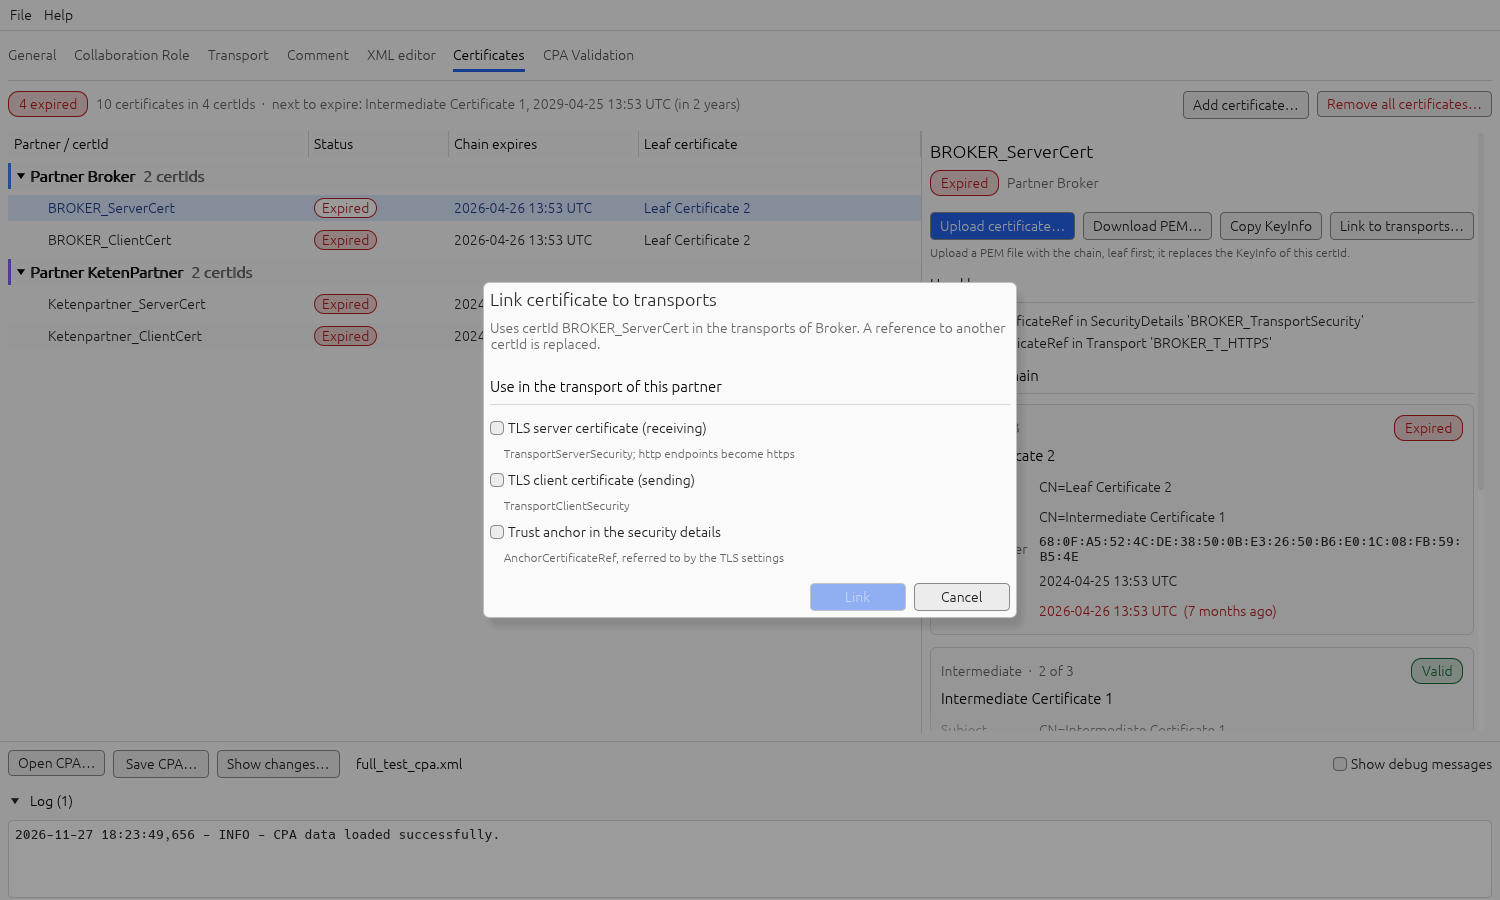 File Help
General Collaboration Role Transport Comment XML editor Certificates CPA Validation
4 expired 10 certificates in 4 certIds · next to expire: Intermediate Certificate 1, 2029-04-25 13:53 UTC (in 2 years)
Add certificate... Remove all certificates...
Partner / certId Status Chain expires Leaf certificate
Partner Broker 2 certIds
BROKER_ServerCert Expired 2026-04-26 13:53 UTC Leaf Certificate 2
BROKER_ClientCert Expired 2026-04-26 13:53 UTC Leaf Certificate 2
Partner KetenPartner 2 certIds
Ketenpartner_ServerCert Expired 2024
Ketenpartner_ClientCert Expired 2024
BROKER_ServerCert
Expired Partner Broker
Upload certificate... Download PEM... Copy KeyInfo Link to transports...
Upload a PEM file with the chain, leaf first; it replaces the KeyInfo of this certId.
ficateRef in SecurityDetails 'BROKER_TransportSecurity'
icateRef in Transport 'BROKER_T_HTTPS'
Expired
cate 2
CN=Leaf Certificate 2
CN=Intermediate Certificate 1
68:0F:A5:52:4C:DE:38:50:0B:E3:26:50:B6:E0:1C:08:FB:59:
B5:4E
2024-04-25 13:53 UTC
2026-04-26 13:53 UTC (7 months ago)
Intermediate · 2 of 3 Valid
Intermediate Certificate 1
Subject CN=Intermediate Certificate 1
Link certificate to transports
Uses certId BROKER_ServerCert in the transports of Broker. A reference to another
certId is replaced.
Use in the transport of this partner
TLS server certificate (receiving)
TransportServerSecurity; http endpoints become https
TLS client certificate (sending)
TransportClientSecurity
Trust anchor in the security details
AnchorCertificateRef, referred to by the TLS settings
Link Cancel
Open CPA... Save CPA... Show changes... full_test_cpa.xml Show debug messages
Log (1)
2026-11-27 18:23:49,656 - INFO - CPA data loaded successfully.